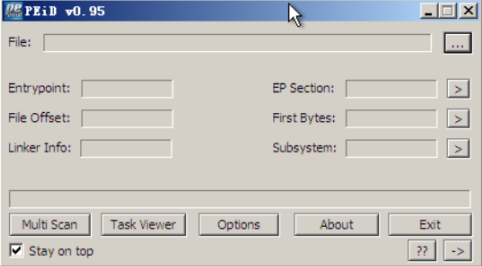 PEiD v0.95
File: ...
Entrypoint: EP Section: >
File Offset: First Bytes: >
Linker Info: Subsystem: >
Multi Scan Task Viewer Options About Exit
Stay on top ?? ->